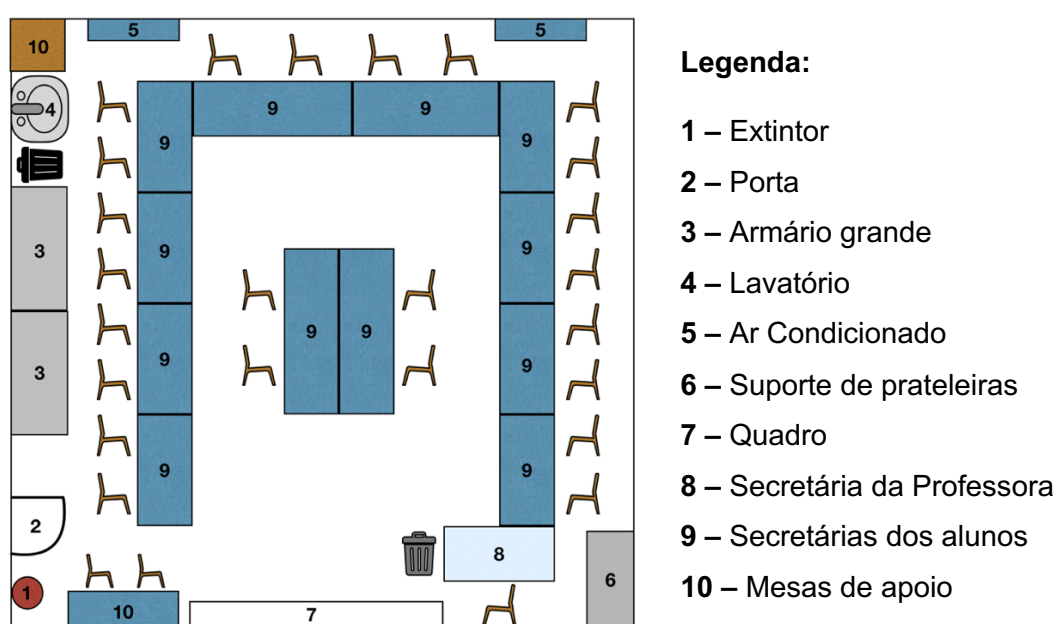 5
5
10
4
9
9
9
9
3
9
9
9
9
3
9
9
9
9
2
8
6
1
10
7
Legenda:
1 – Extintor
2 – Porta
3 – Armário grande
4 – Lavatório
5 – Ar Condicionado
6 – Suporte de prateleiras
7 – Quadro
8 – Secretária da Professora
9 – Secretárias dos alunos
10 – Mesas de apoio